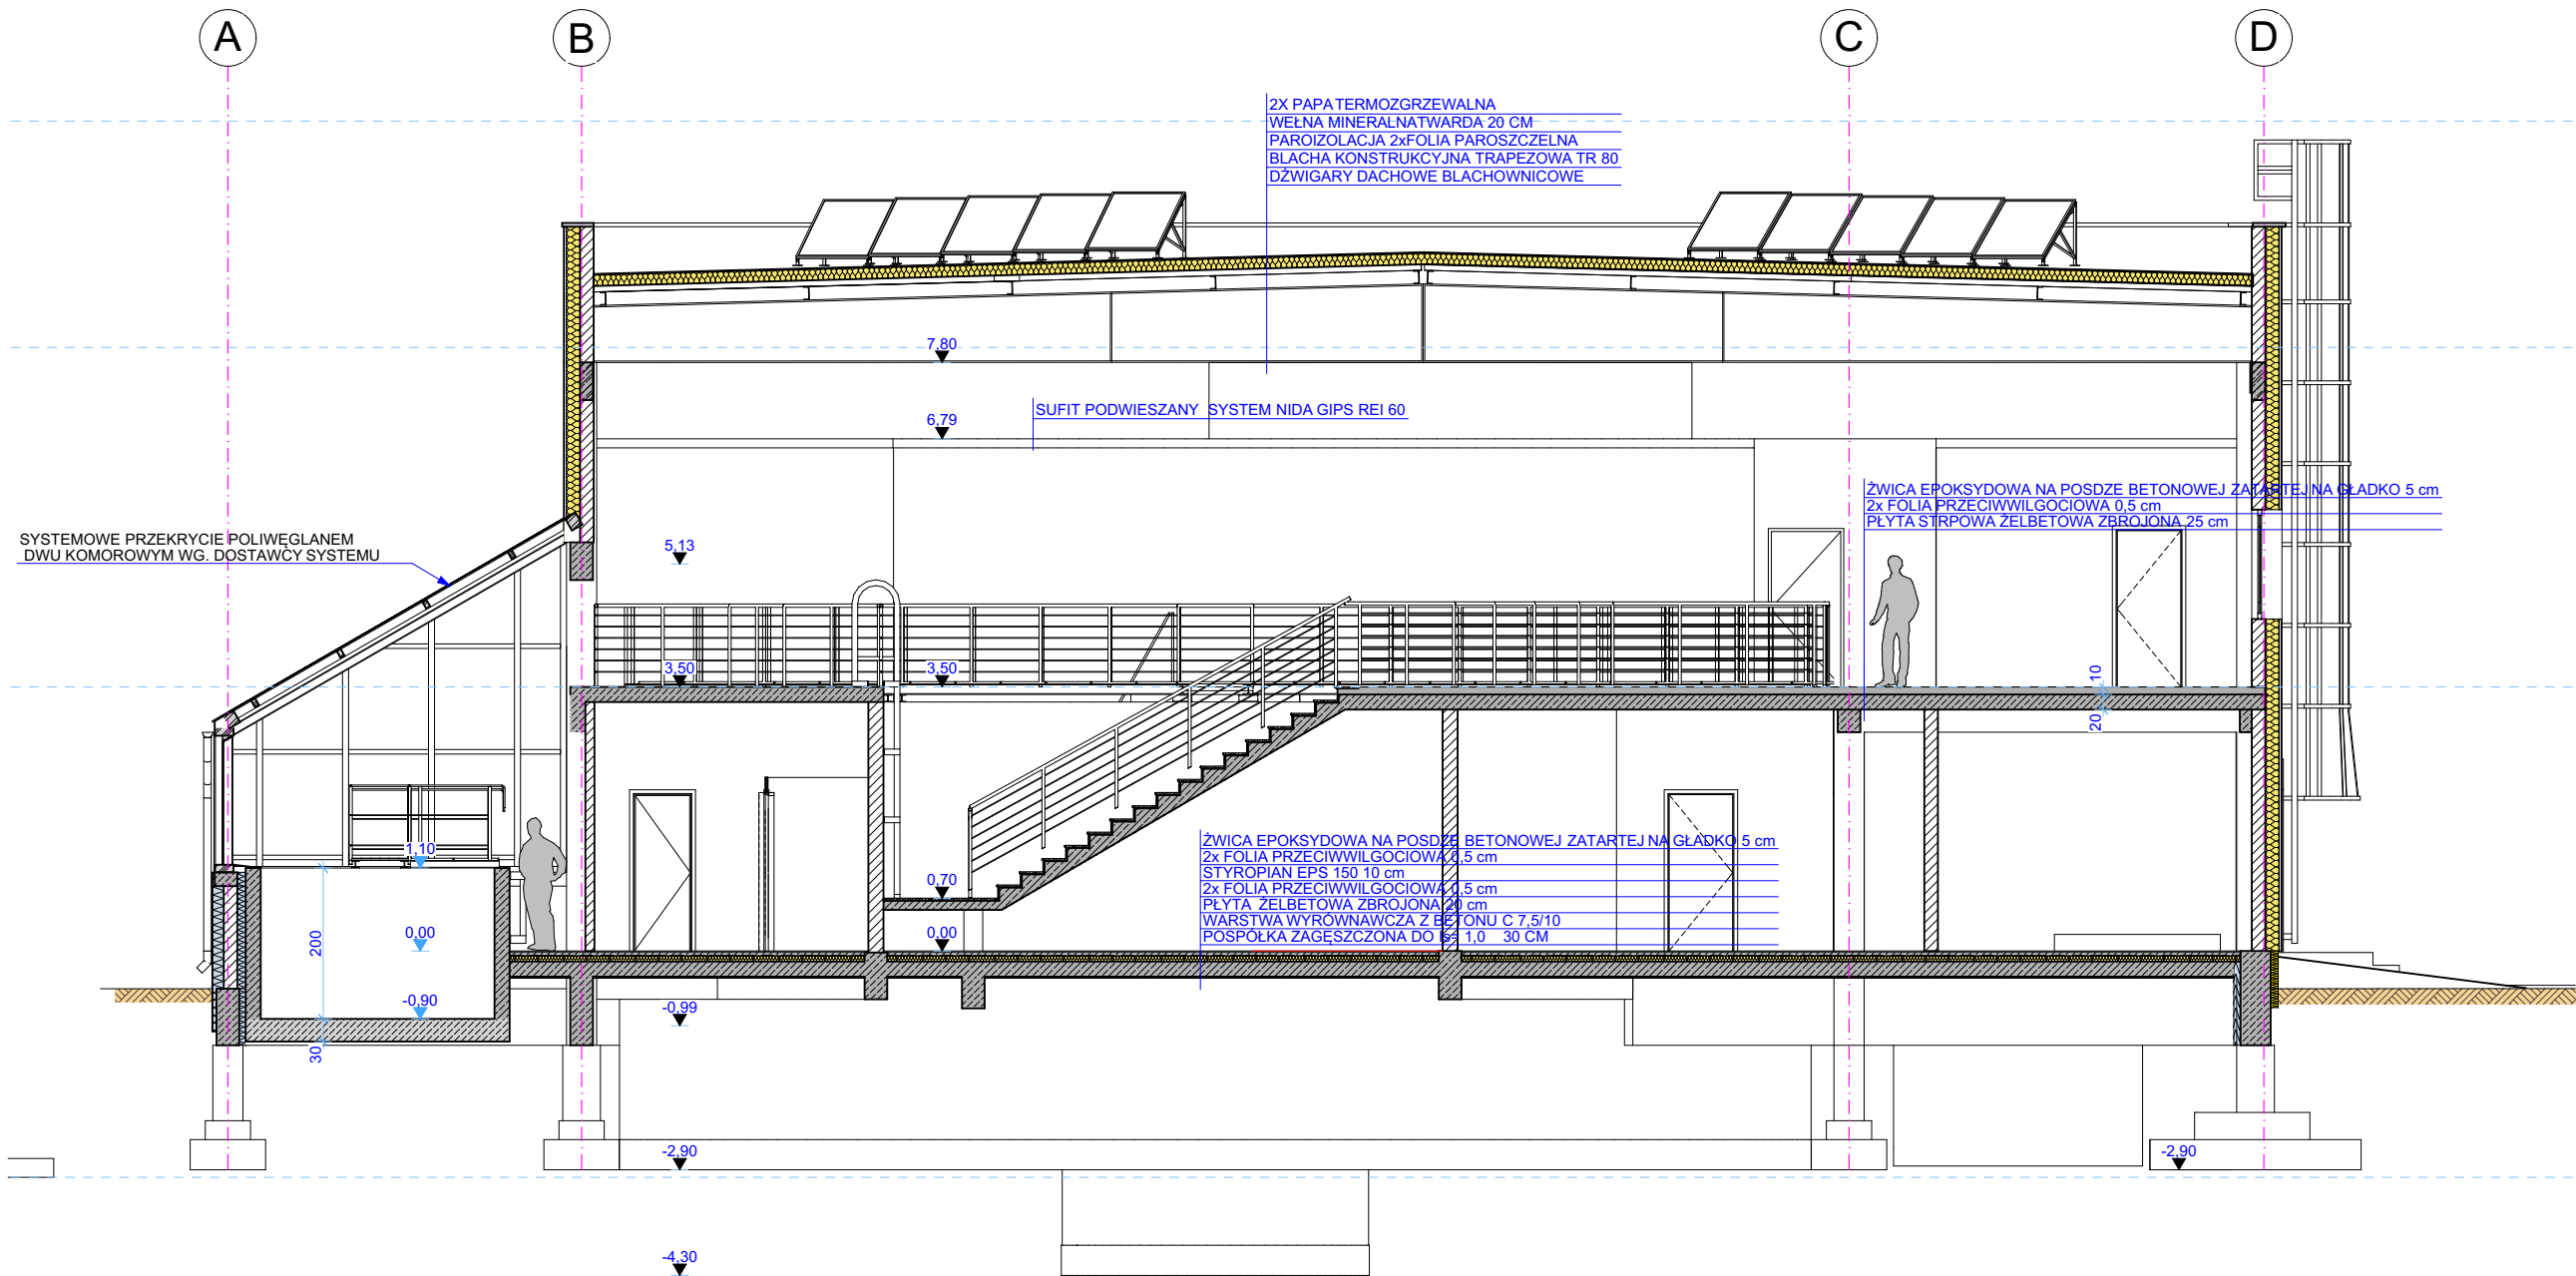 A
B
C
D
2X PAPA TERMOZGRZEWALNA
WEŁNA MINERALNATWARDA 20 CM
PAROIZOLACJA 2xFOLIA PAROSZCZELNA
BLACHA KONSTRUKCYJNA TRAPEZOWA TR 80
DŹWIGARY DACHOWE BLACHOWNICOWE
7,80
6,79
SUFIT PODWIESZANY SYSTEM NIDA GIPS REI 60
ŻWICA EPOKSYDOWA NA POSDZE BETONOWEJ ZATARTEJ NA GŁADKO 5 cm
2x FOLIA PRZECIWWILGOCIOWA 0,5 cm
PŁYTA STRPOWA ŻELBETOWA ZBROJONA 25 cm
SYSTEMOWE PRZEKRYCIE POLIWĘGLANEM
DWU KOMOROWYM WG. DOSTAWCY SYSTEMU
5,13
3,50
3,50
10
20
1,10
ŻWICA EPOKSYDOWA NA POSDZE BETONOWEJ ZATARTEJ NA GŁADKO 5 cm
2x FOLIA PRZECIWWILGOCIOWA 0,5 cm
STYROPIAN EPS 150 10 cm
2x FOLIA PRZECIWWILGOCIOWA 0,5 cm
PŁYTA ŻELBETOWA ZBROJONA 20 cm
WARSTWA WYRÓWNAWCZA Z BETONU C 7,5/10
POSPÓŁKA ZAGĘSZCZONA DO Is= 1,0 30 CM
0,70
0,00
0,00
200
-0,90
30
-0,99
-2,90
-2,90
-4,30